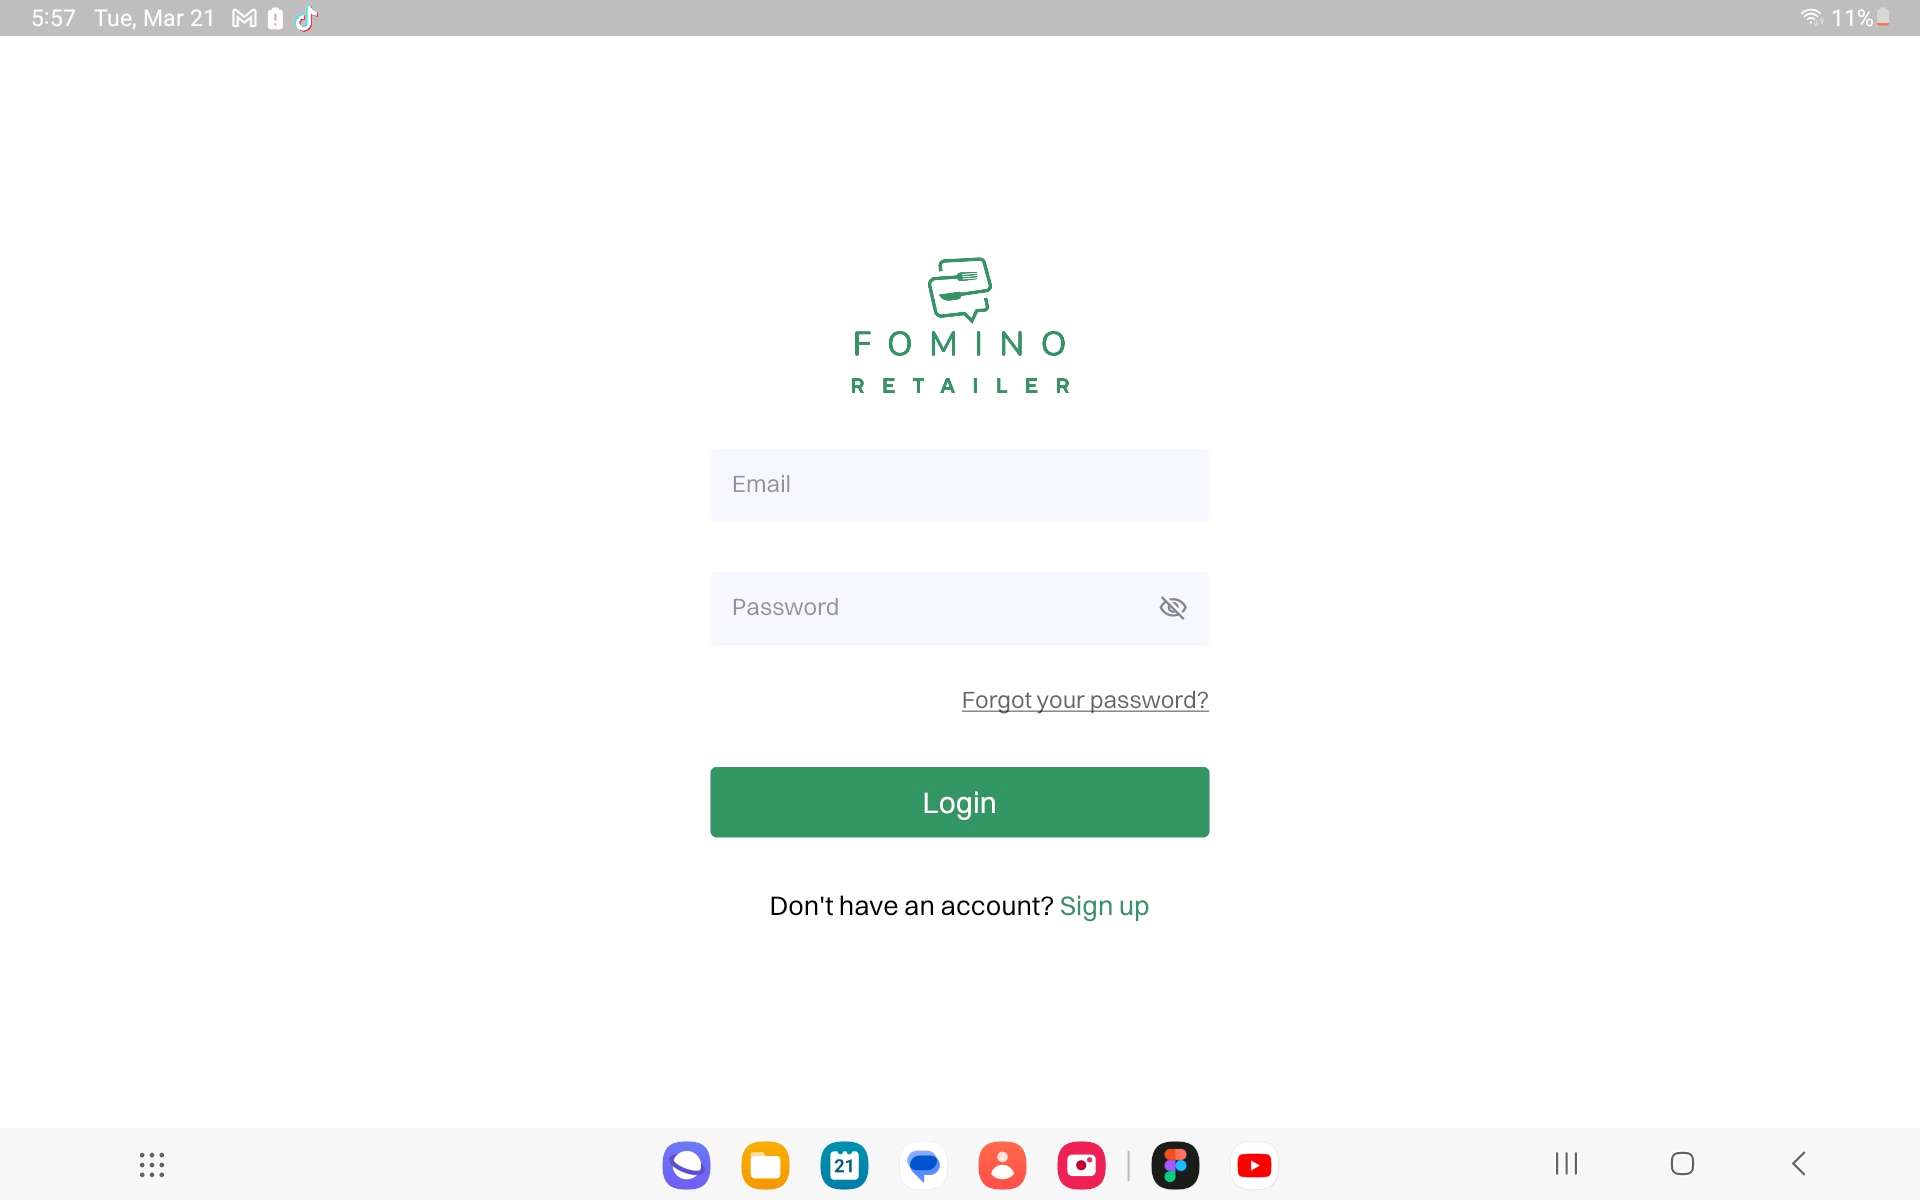 5:57 Tue, Mar 21
11%
FOMINO
RETAILER
Email
Password
Forgot your password?
Login
Don't have an account? Sign up
21